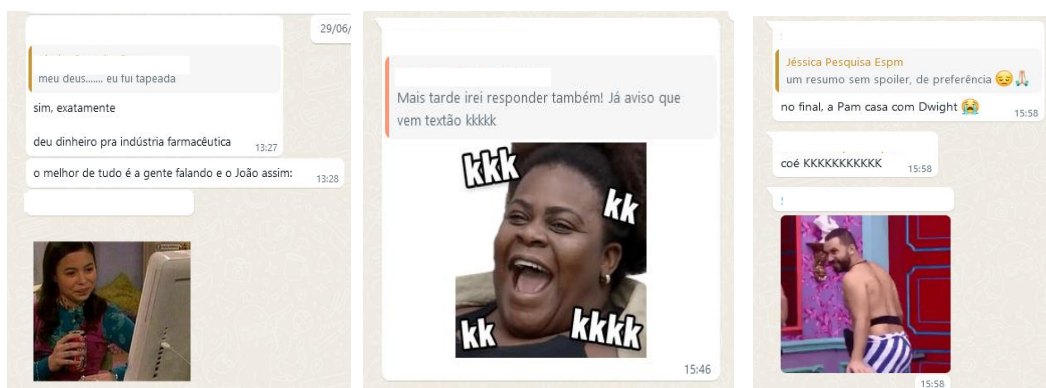 29/06/
meu deus....... eu fui tapeada
sim, exatamente
deu dinheiro pra indústria farmacêutica
13:27
o melhor de tudo é a gente falando e o João assim:
13:28
Mais tarde irei responder também! Já aviso que
vem textão kkkkk
kkk
kk
kk
kkkk
15:46
Jéssica Pesquisa Espm
um resumo sem spoiler, de preferência 😔🙏🏻
no final, a Pam casa com Dwight 😭
15:58
coé KKKKKKKKKKK
15:58
15:58